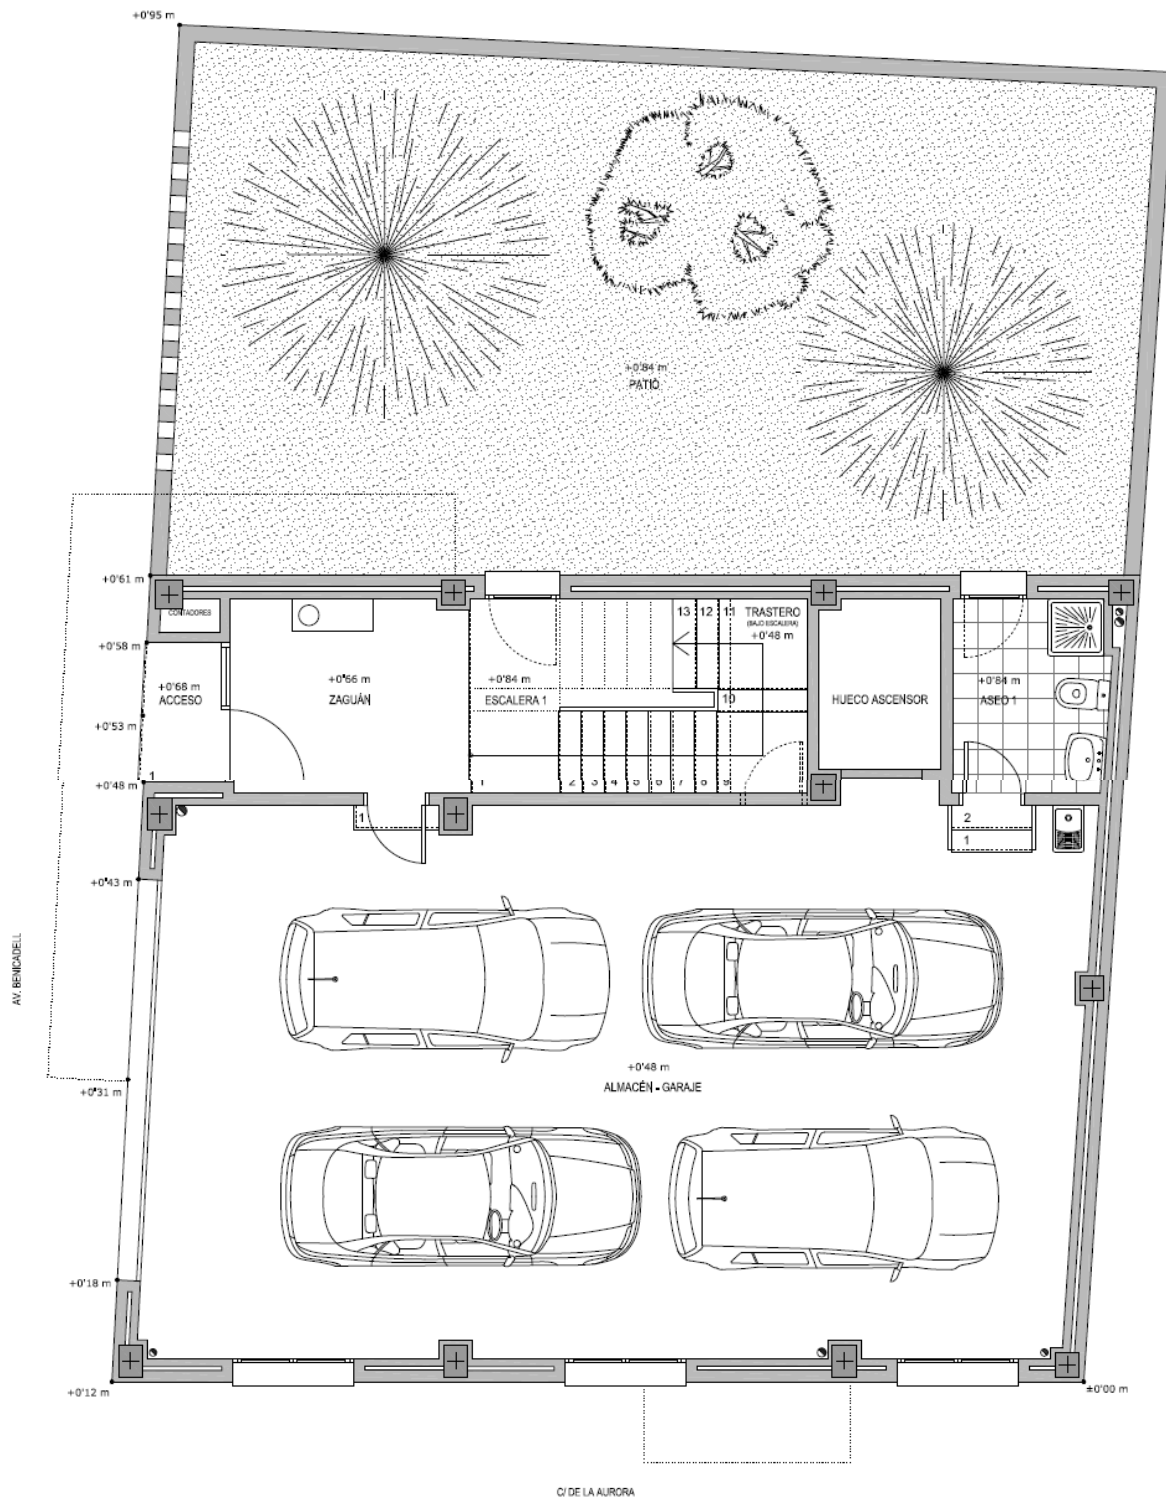 +0'95 m
+0'84 m
PATIO
+0'61 m
CONTADORES
13 12 11
TRASTERO
(BAJO ESCALERA)
+0'48 m
+0'58 m
+0'68 m
ACCESO
+0'66 m
ZAGUÁN
+0'84 m
ESCALERA 1
10
HUECO ASCENSOR
+0'84 m
ASEO 1
+0'53 m
1
1 2 3 4 5 6 7 8 9
+0'48 m
1
2
1
+0'43 m
AV. BENICADELL
+0'48 m
ALMACÉN - GARAJE
+0'31 m
+0'18 m
+0'12 m
±0'00 m
C/ DE LA AURORA